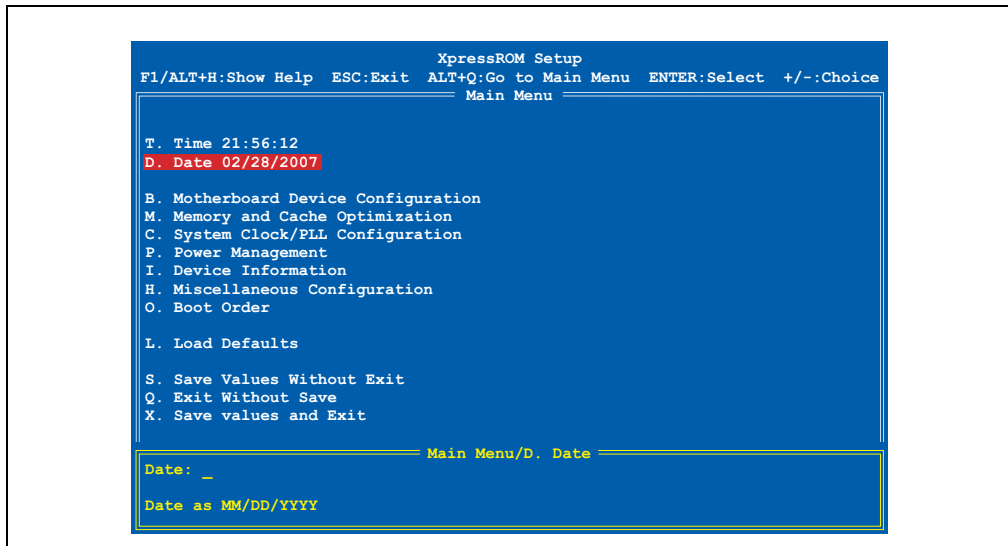 XpressROM Setup
F1/ALT+H:Show Help ESC:Exit ALT+Q:Go to Main Menu ENTER:Select +/-:Choice
Main Menu
T. Time 21:56:12
D. Date 02/28/2007
B. Motherboard Device Configuration
M. Memory and Cache Optimization
C. System Clock/PLL Configuration
P. Power Management
I. Device Information
H. Miscellaneous Configuration
O. Boot Order
L. Load Defaults
S. Save Values Without Exit
Q. Exit Without Save
X. Save values and Exit
Main Menu/D. Date
Date: _
Date as MM/DD/YYYY